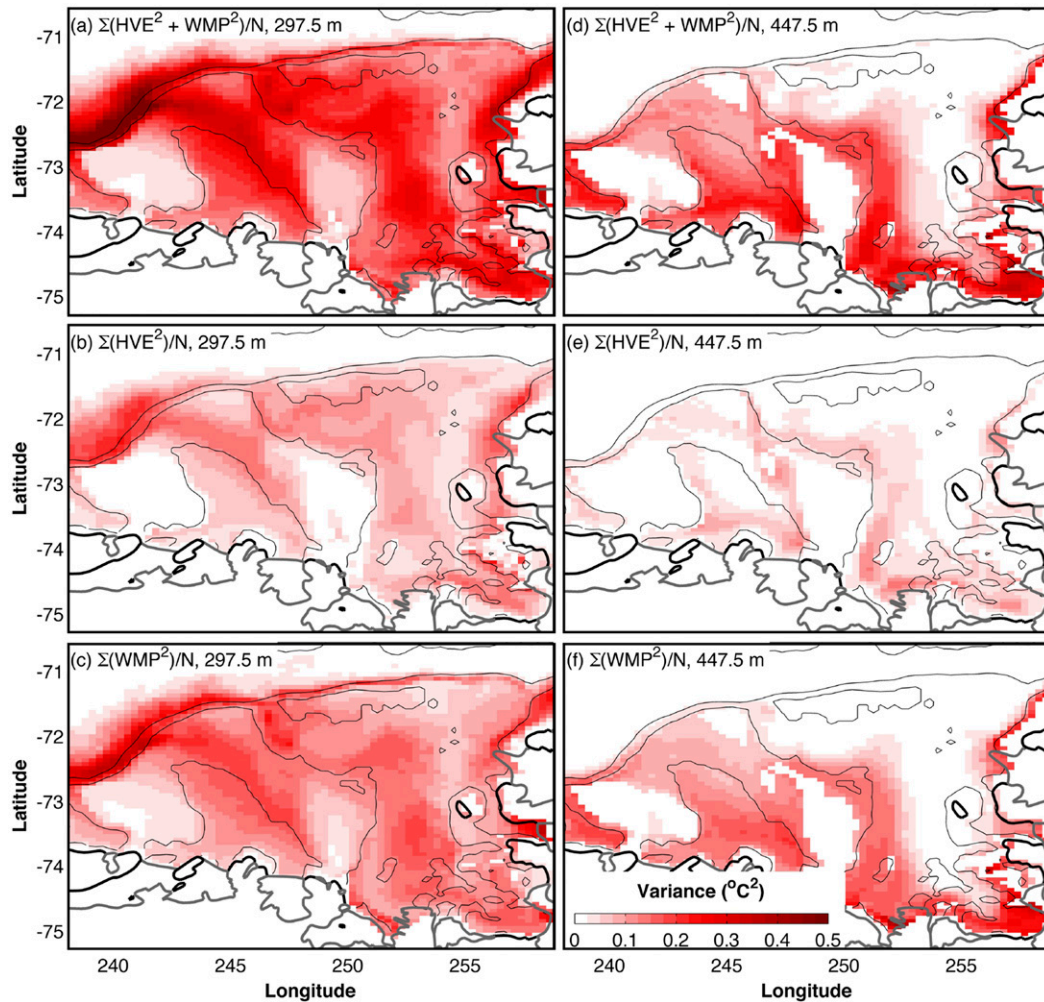 (a) Σ(HVE² + WMP²)/N, 297.5 m
(d) Σ(HVE² + WMP²)/N, 447.5 m
-71
-72
-73
-74
-75
Latitude
Latitude
(b) Σ(HVE²)/N, 297.5 m
(e) Σ(HVE²)/N, 447.5 m
-71
-72
-73
-74
-75
Latitude
Latitude
(c) Σ(WMP²)/N, 297.5 m
(f) Σ(WMP²)/N, 447.5 m
-71
-72
-73
-74
-75
Latitude
Latitude
Variance (°C²)
0 0.1 0.2 0.3 0.4 0.5
240 245 250 255
240 245 250 255
Longitude
Longitude